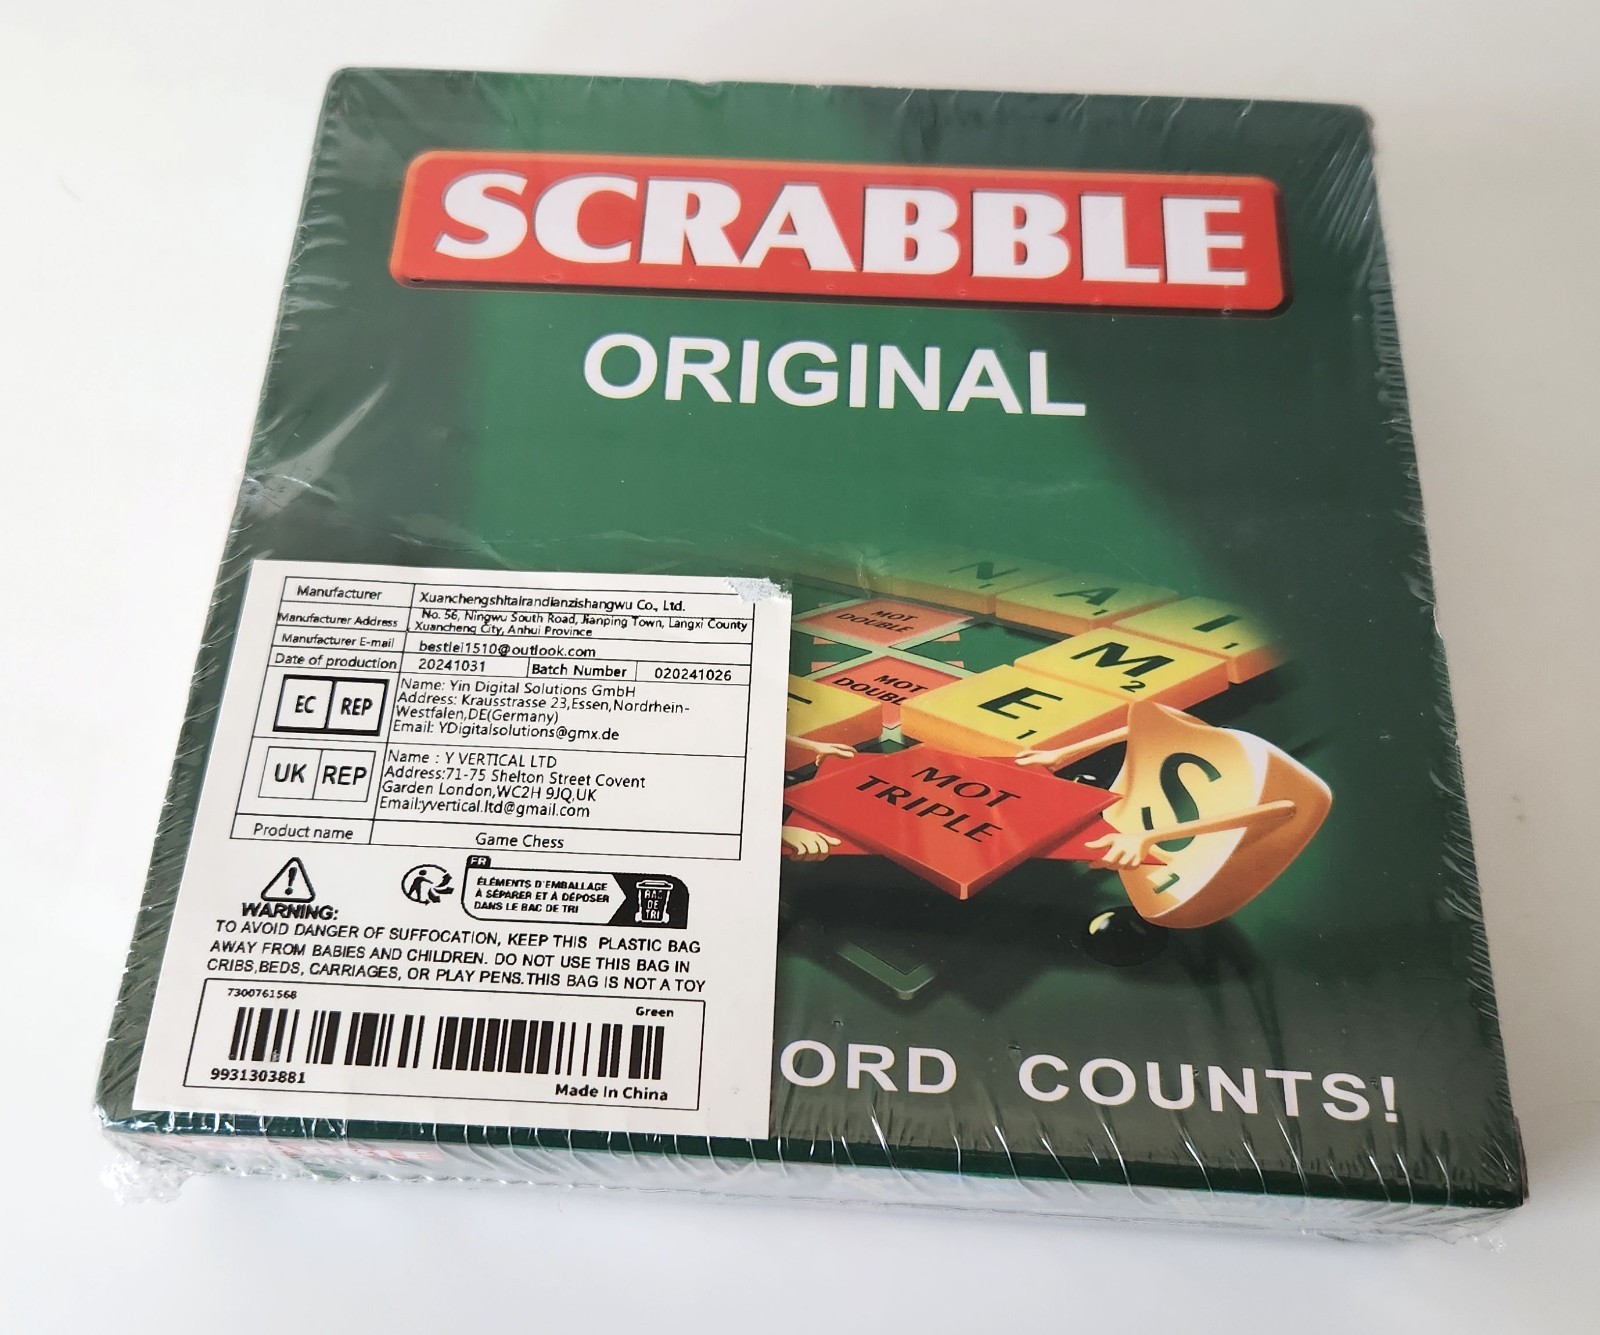 SCRABBLE
ORIGINAL
N A I
1 1
MOT
DOUBLE
M
2
MOT
E
1
MOT
TRIPLE
S
1
ORD COUNTS!
Manufacturer Xuanchengshitairandianzishangwu Co., Ltd.
Manufacturer Address No. 56, Ningwu South Road, Jianping Town, Langxi County
Xuancheng City, Anhui Province
Manufacturer E-mail bestlei1510@outlook.com
Date of production 20241031 Batch Number 020241026
EC REP
Name: Yin Digital Solutions GmbH
Address: Krausstrasse 23,Essen,Nordrhein-
Westfalen,DE(Germany)
Email: YDigitalsolutions@gmx.de
UK REP
Name : Y VERTICAL LTD
Address:71-75 Shelton Street Covent
Garden London,WC2H 9JQ,UK
Email:yvertical.ltd@gmail.com
Product name Game Chess
FR
ÉLÉMENTS D'EMBALLAGE
À SÉPARER ET À DÉPOSER
DANS LE BAC DE TRI
BAC
DE
TRI
WARNING:
TO AVOID DANGER OF SUFFOCATION, KEEP THIS PLASTIC BAG
AWAY FROM BABIES AND CHILDREN. DO NOT USE THIS BAG IN
CRIBS,BEDS, CARRIAGES, OR PLAY PENS.THIS BAG IS NOT A TOY
7300761568
Green
9931303881
Made In China